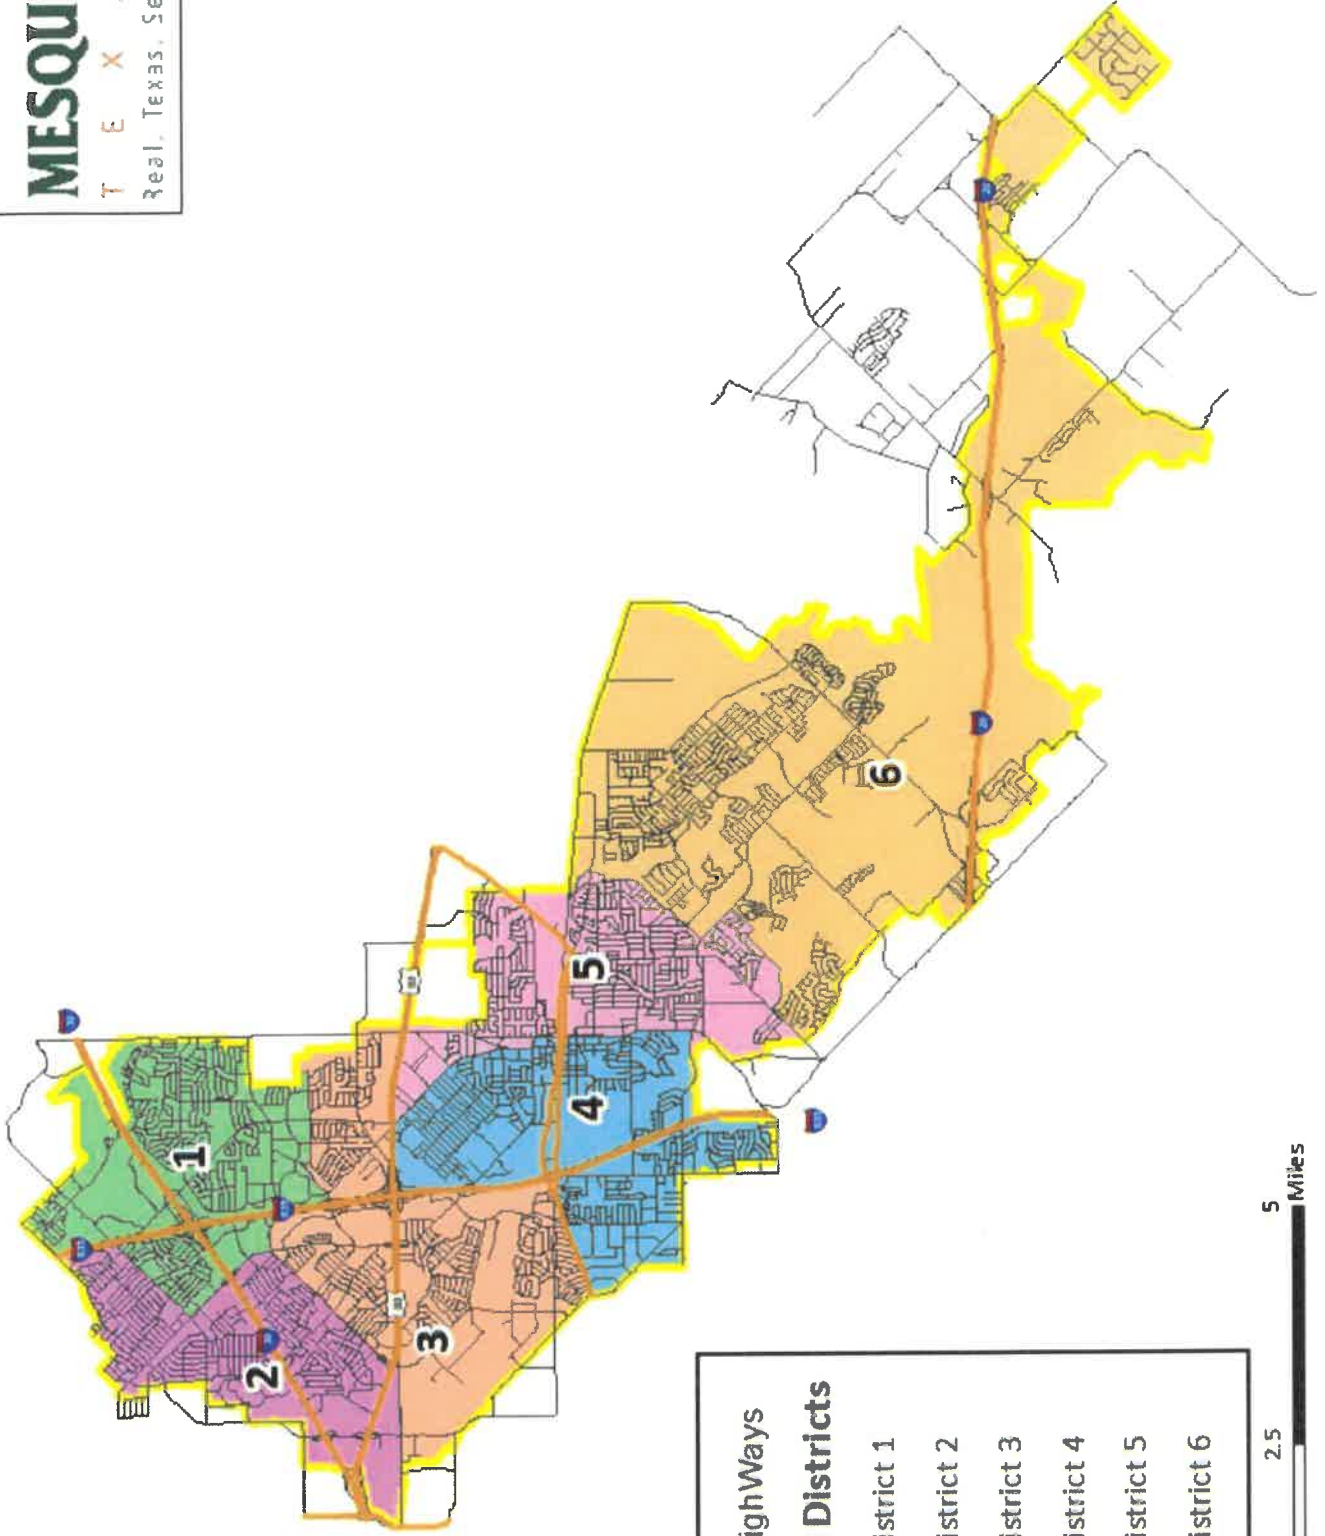 MESQU
T E X
Real. Texas. Se
1
2
3
4
5
6
ighWays
Districts
istrict 1
istrict 2
istrict 3
istrict 4
istrict 5
istrict 6
2.5 5
Miles